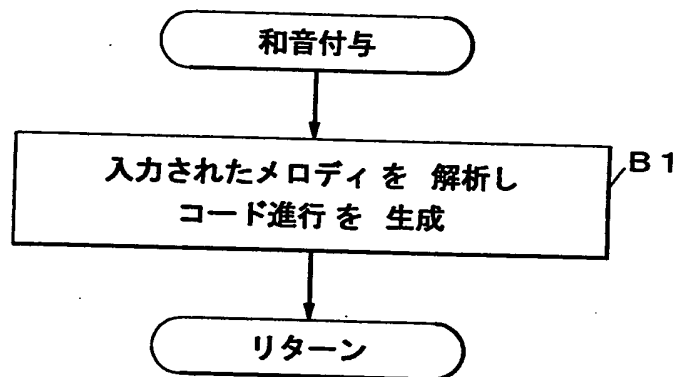 和音付与
入力されたメロディを 解析し
コード進行を 生成
B1
リターン